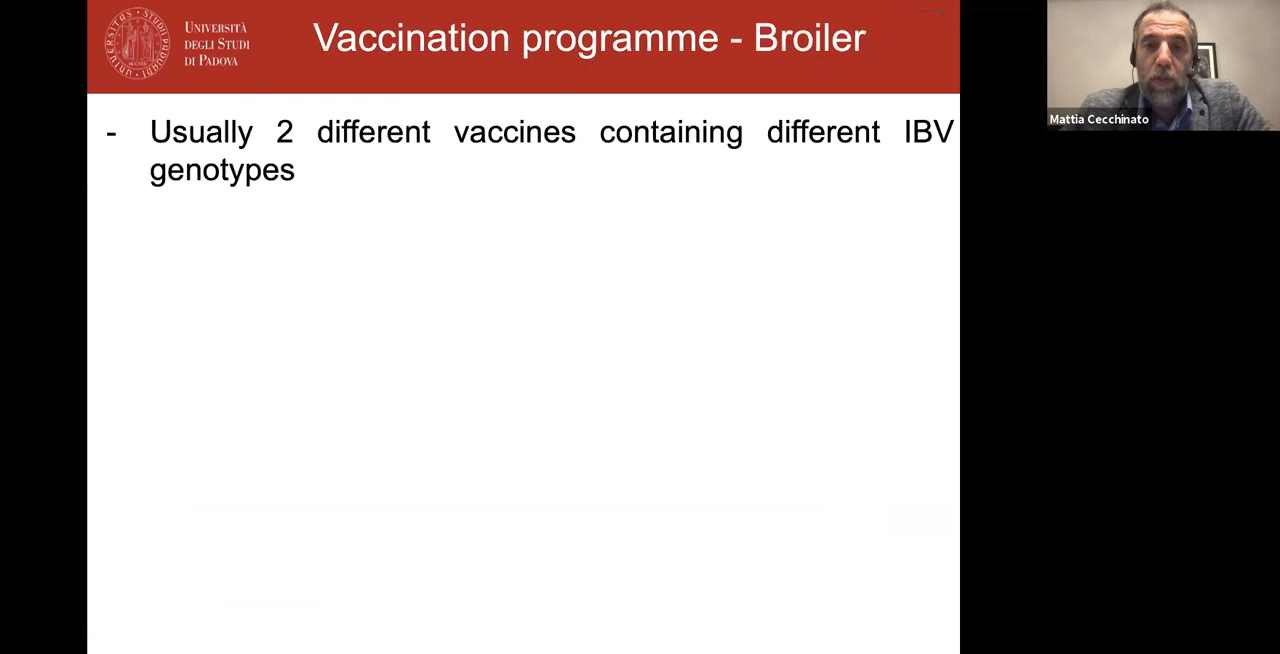 UNIVERSITÀ
DEGLI STUDI
DI PADOVA
Vaccination programme - Broiler
- Usually 2 different vaccines containing different IBV
genotypes
Mattia Cecchinato